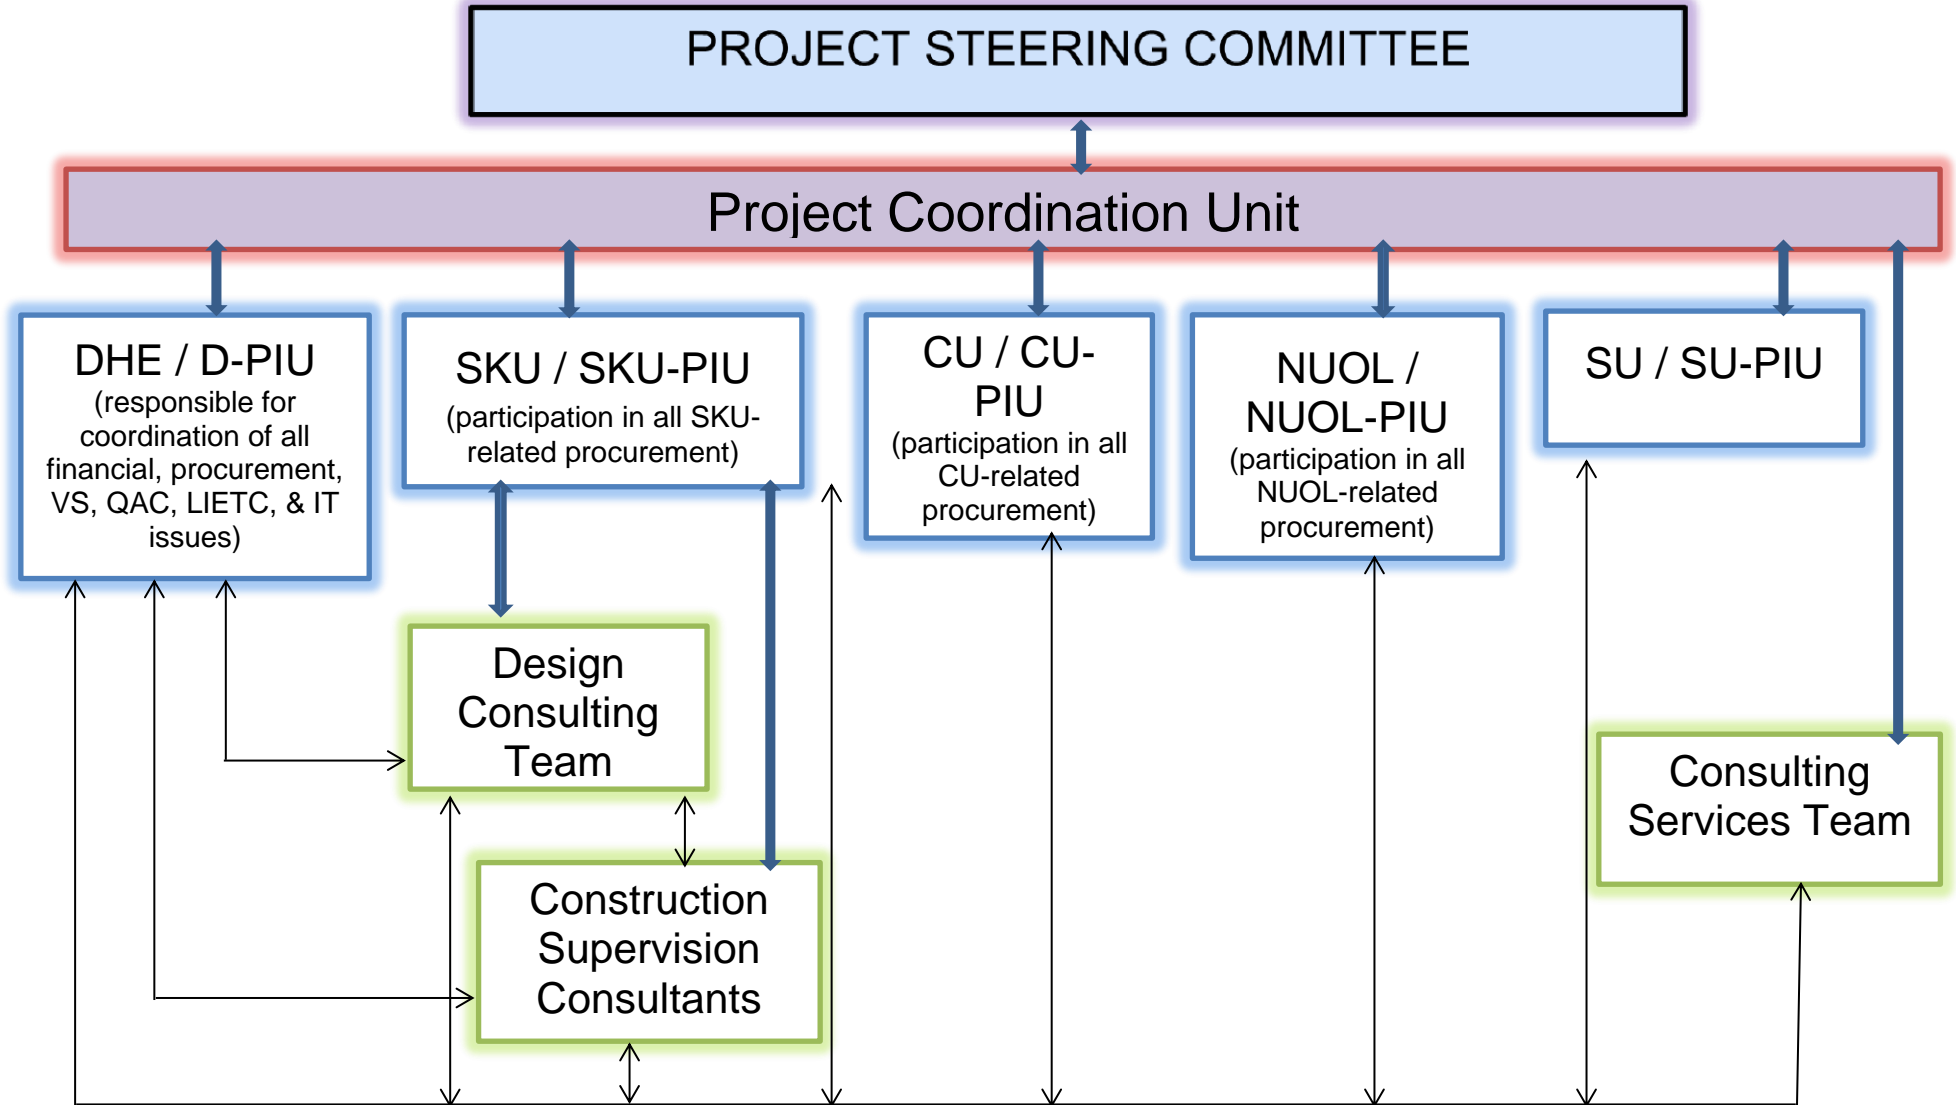 PROJECT STEERING COMMITTEE
Project Coordination Unit
DHE / D-PIU
(responsible for
coordination of all
financial, procurement,
VS, QAC, LIETC, & IT
issues)
SKU / SKU-PIU
(participation in all SKU-
related procurement)
CU / CU-
PIU
(participation in all
CU-related
procurement)
NUOL /
NUOL-PIU
(participation in all
NUOL-related
procurement)
SU / SU-PIU
Design
Consulting
Team
Consulting
Services Team
Construction
Supervision
Consultants